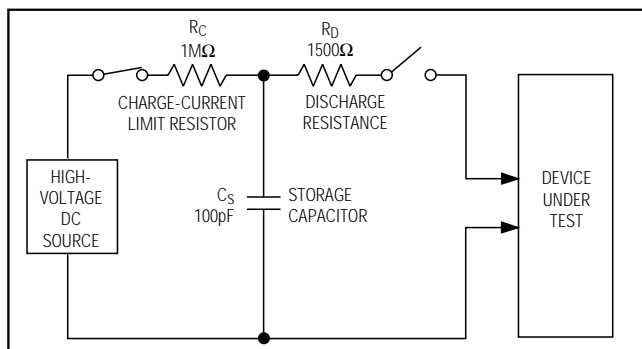 R_C
1MΩ
R_D
1500Ω
CHARGE-CURRENT
LIMIT RESISTOR
DISCHARGE
RESISTANCE
HIGH-
VOLTAGE
DC
SOURCE
C_S
100pF
STORAGE
CAPACITOR
DEVICE
UNDER
TEST